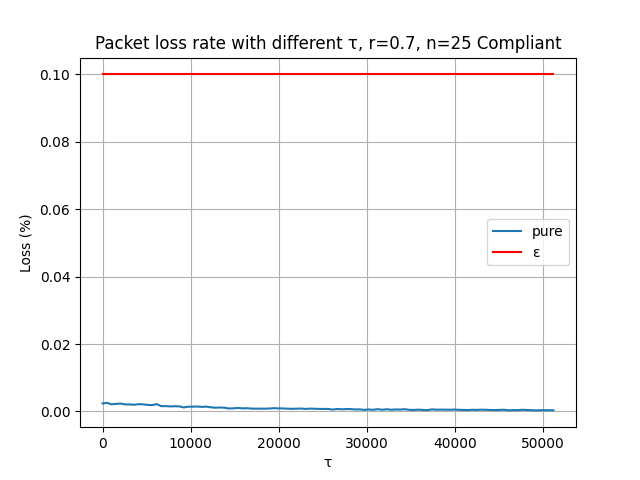 Packet loss rate with different τ, r=0.7, n=25 Compliant
0.10
0.08
0.06
0.04
0.02
0.00
Loss (%)
pure
ε
0
10000
20000
30000
40000
50000
τ